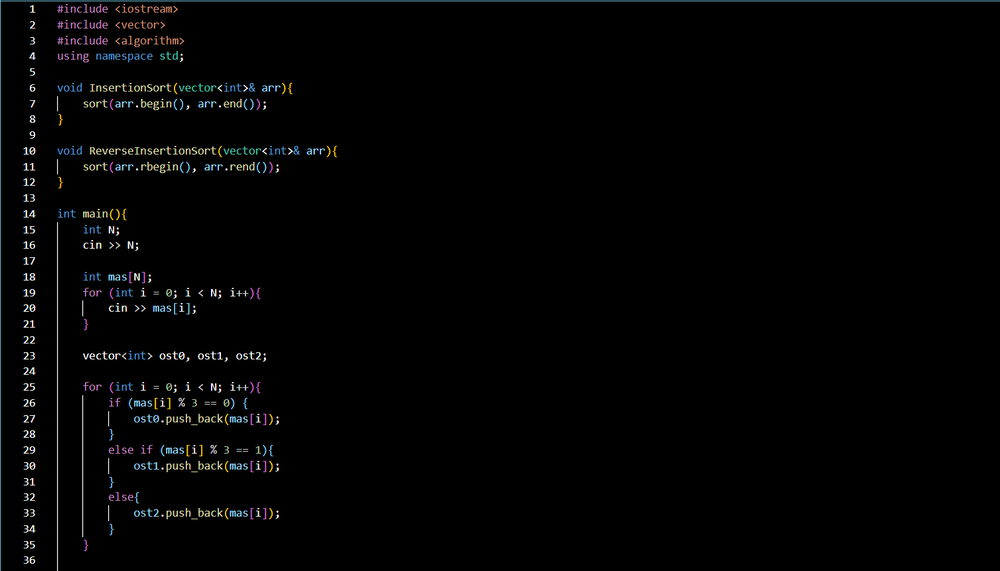 1 #include <iostream>
2 #include <vector>
3 #include <algorithm>
4 using namespace std;
5
6 void InsertionSort(vector<int>& arr){
7     sort(arr.begin(), arr.end());
8 }
9
10 void ReverseInsertionSort(vector<int>& arr){
11     sort(arr.rbegin(), arr.rend());
12 }
13
14 int main(){
15     int N;
16     cin >> N;
17
18     int mas[N];
19     for (int i = 0; i < N; i++){
20         cin >> mas[i];
21     }
22
23     vector<int> ost0, ost1, ost2;
24
25     for (int i = 0; i < N; i++){
26         if (mas[i] % 3 == 0) {
27             ost0.push_back(mas[i]);
28         }
29         else if (mas[i] % 3 == 1){
30             ost1.push_back(mas[i]);
31         }
32         else{
33             ost2.push_back(mas[i]);
34         }
35     }
36